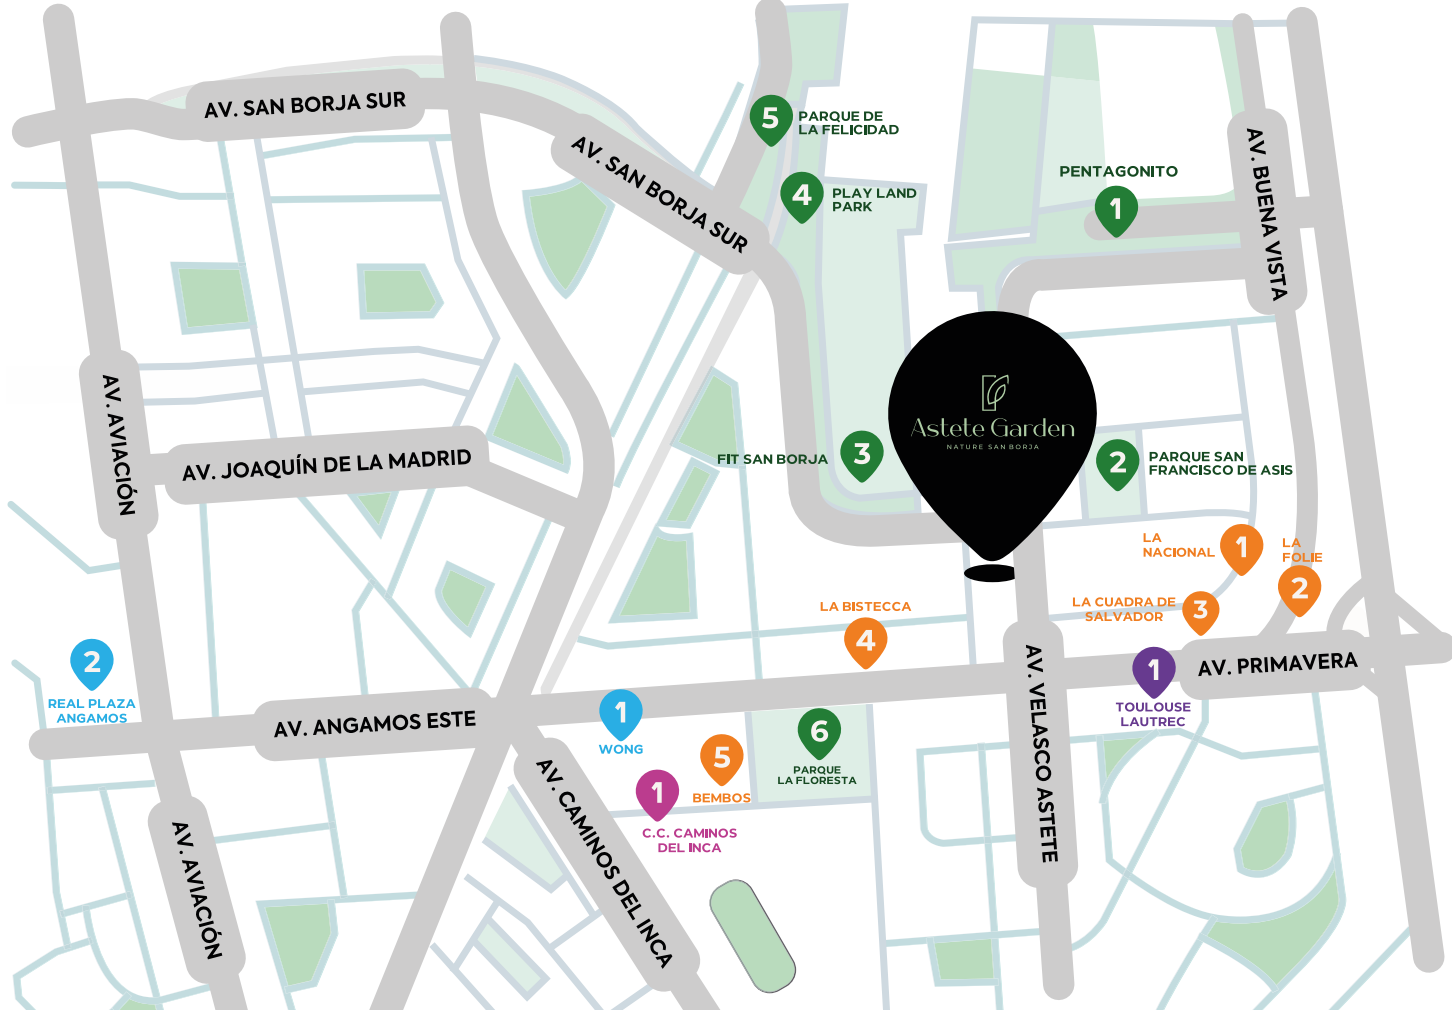 AV. SAN BORJA SUR
5
PARQUE DE
LA FELICIDAD
AV. SAN BORJA SUR
4
PLAY LAND
PARK
PENTAGONITO
1
AV. BUENA VISTA
AV. AVIACIÓN
Astete Garden
NATURE SAN BORJA
AV. JOAQUÍN DE LA MADRID
FIT SAN BORJA
3
2
PARQUE SAN
FRANCISCO DE ASIS
LA
NACIONAL
1
LA
FOLIE
2
LA BISTECCA
4
LA CUADRA DE
SALVADOR
3
2
REAL PLAZA
ANGAMOS
AV. PRIMAVERA
1
TOULOUSE
LAUTREC
AV. ANGAMOS ESTE
1
WONG
AV. VELASCO ASTETE
6
PARQUE
LA FLORESTA
5
BEMBOS
1
C.C. CAMINOS
DEL INCA
AV. CAMINOS DEL INCA
AV. AVIACIÓN